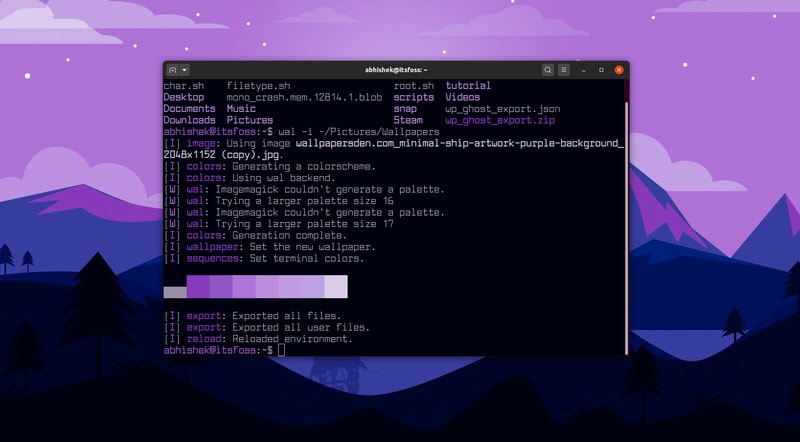 abhishek@itsfoss: ~
char.sh filetype.sh root.sh tutorial
Desktop mono_crash.mem.12814.1.blob scripts Videos
Documents Music snap wp_ghost_export.json
Downloads Pictures Steam wp_ghost_export.zip
abhishek@itsfoss:~$ wal -i ~/Pictures/Wallpapers
[I] image: Using image wallpapersden.com_minimal-ship-artwork-purple-background_
2048x1152 (copy).jpg.
[I] colors: Generating a colorscheme.
[I] colors: Using wal backend.
[W] wal: Imagemagick couldn't generate a palette.
[W] wal: Trying a larger palette size 16
[W] wal: Imagemagick couldn't generate a palette.
[W] wal: Trying a larger palette size 17
[I] colors: Generation complete.
[I] wallpaper: Set the new wallpaper.
[I] sequences: Set terminal colors.
[I] export: Exported all files.
[I] export: Exported all user files.
[I] reload: Reloaded environment.
abhishek@itsfoss:~$